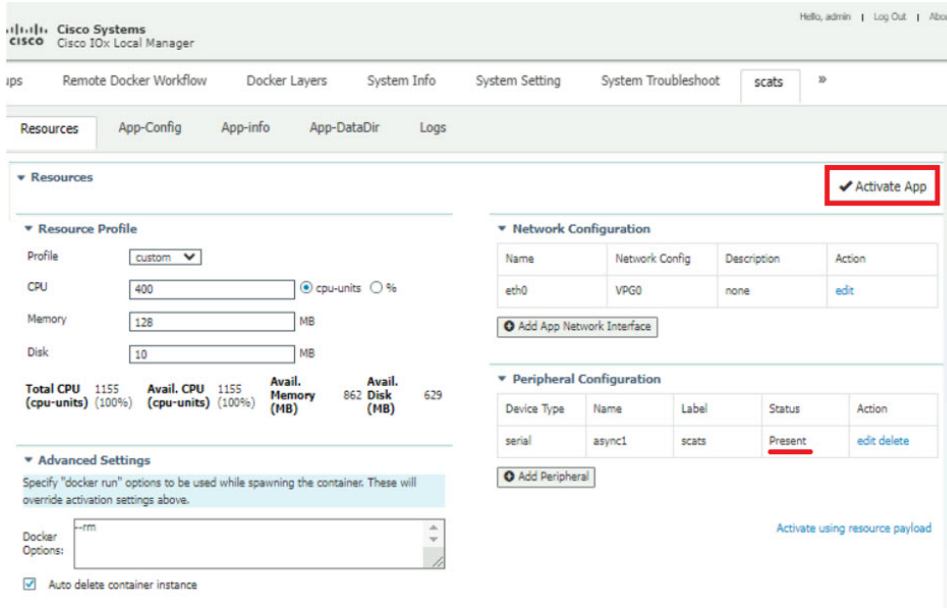 Hello, admin | Log Out | Abou
Cisco Systems
CISCO Cisco IOx Local Manager
ups Remote Docker Workflow Docker Layers System Info System Setting System Troubleshoot scats »
Resources App-Config App-info App-DataDir Logs
Resources
Activate App
Resource Profile
Profile custom
CPU 400 cpu-units %
Memory 128 MB
Disk 10 MB
Total CPU (cpu-units) 1155 (100%) Avail. CPU (cpu-units) 1155 (100%) Avail. Memory (MB) 862 Avail. Disk (MB) 629
Advanced Settings
Specify "docker run" options to be used while spawning the container. These will
override activation settings above.
Docker Options: --rm
Auto delete container instance
Network Configuration
Name Network Config Description Action
eth0 VPG0 none edit
Add App Network Interface
Peripheral Configuration
Device Type Name Label Status Action
serial async1 scats Present edit delete
Add Peripheral
Activate using resource payload